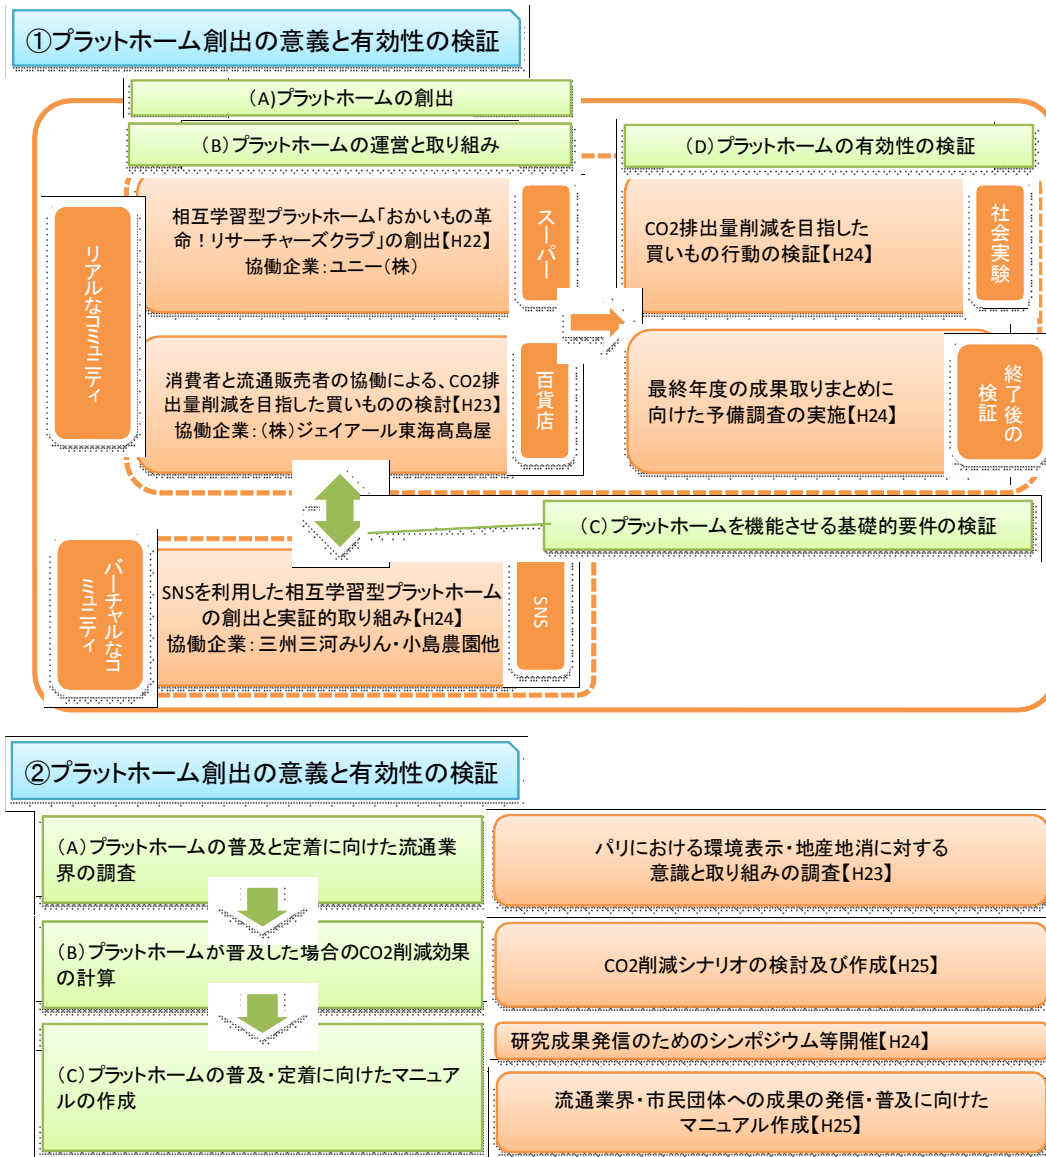 ①プラットホーム創出の意義と有効性の検証
(A)プラットホームの創出
(B)プラットホームの運営と取り組み
(D)プラットホームの有効性の検証
リアルなコミュニティ
相互学習型プラットホーム「おかいもの革
命！リサーチャーズクラブ」の創出【H22】
協働企業：ユニー(株)
スーパー
CO2排出量削減を目指した
買いもの行動の検証【H24】
社会実験
消費者と流通販売者の協働による、CO2排
出量削減を目指した買いものの検討【H23】
協働企業：(株)ジェイアール東海髙島屋
百貨店
最終年度の成果取りまとめに
向けた予備調査の実施【H24】
終了後の
検証
(C)プラットホームを機能させる基礎的要件の検証
バーチャルなコ
ミュニティ
SNSを利用した相互学習型プラットホーム
の創出と実証的取り組み【H24】
協働企業：三州三河みりん・小島農園他
SNS
②プラットホーム創出の意義と有効性の検証
(A)プラットホームの普及と定着に向けた流通業
界の調査
パリにおける環境表示・地産地消に対する
意識と取り組みの調査【H23】
(B)プラットホームが普及した場合のCO2削減効果
の計算
CO2削減シナリオの検討及び作成【H25】
(C)プラットホームの普及・定着に向けたマニュア
ルの作成
研究成果発信のためのシンポジウム等開催【H24】
流通業界・市民団体への成果の発信・普及に向けた
マニュアル作成【H25】